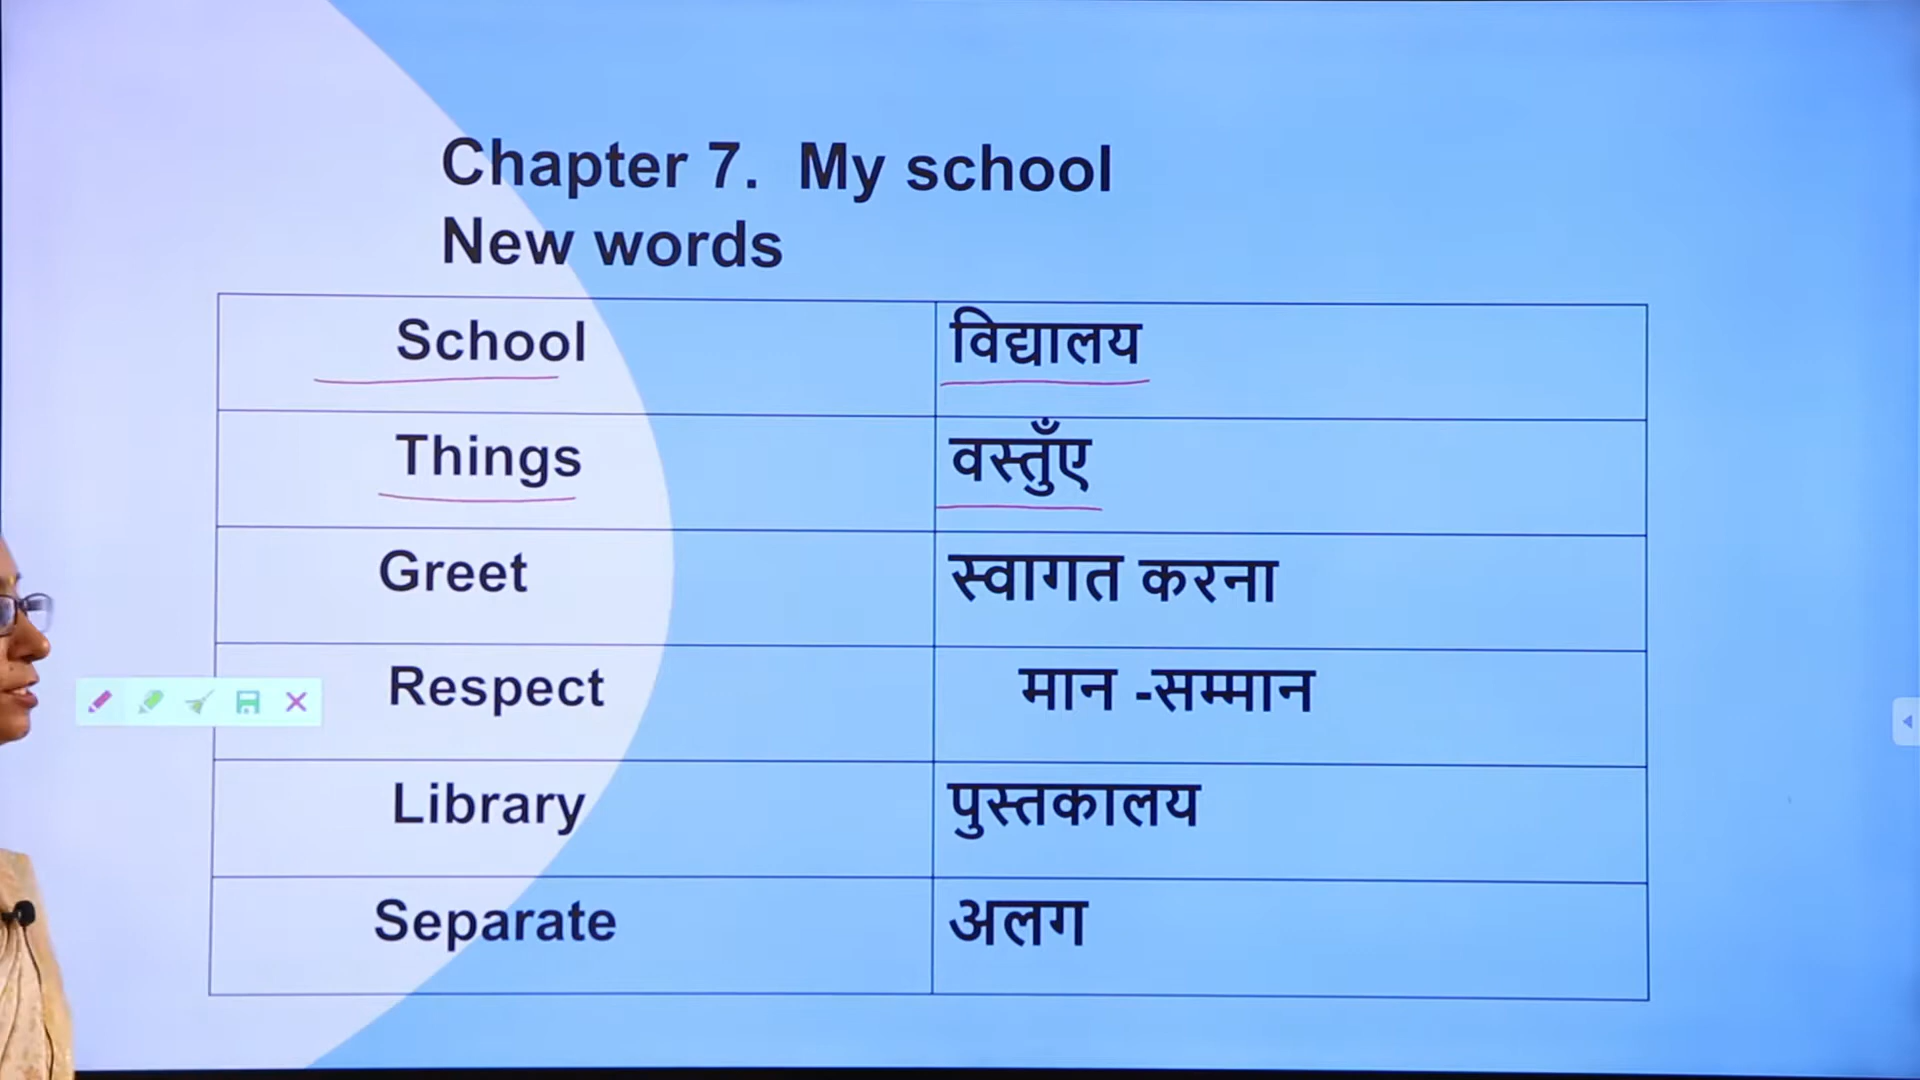 Chapter 7. My school
New words
School विद्यालय
Things वस्तुँए
Greet स्वागत करना
Respect मान -सम्मान
Library पुस्तकालय
Separate अलग